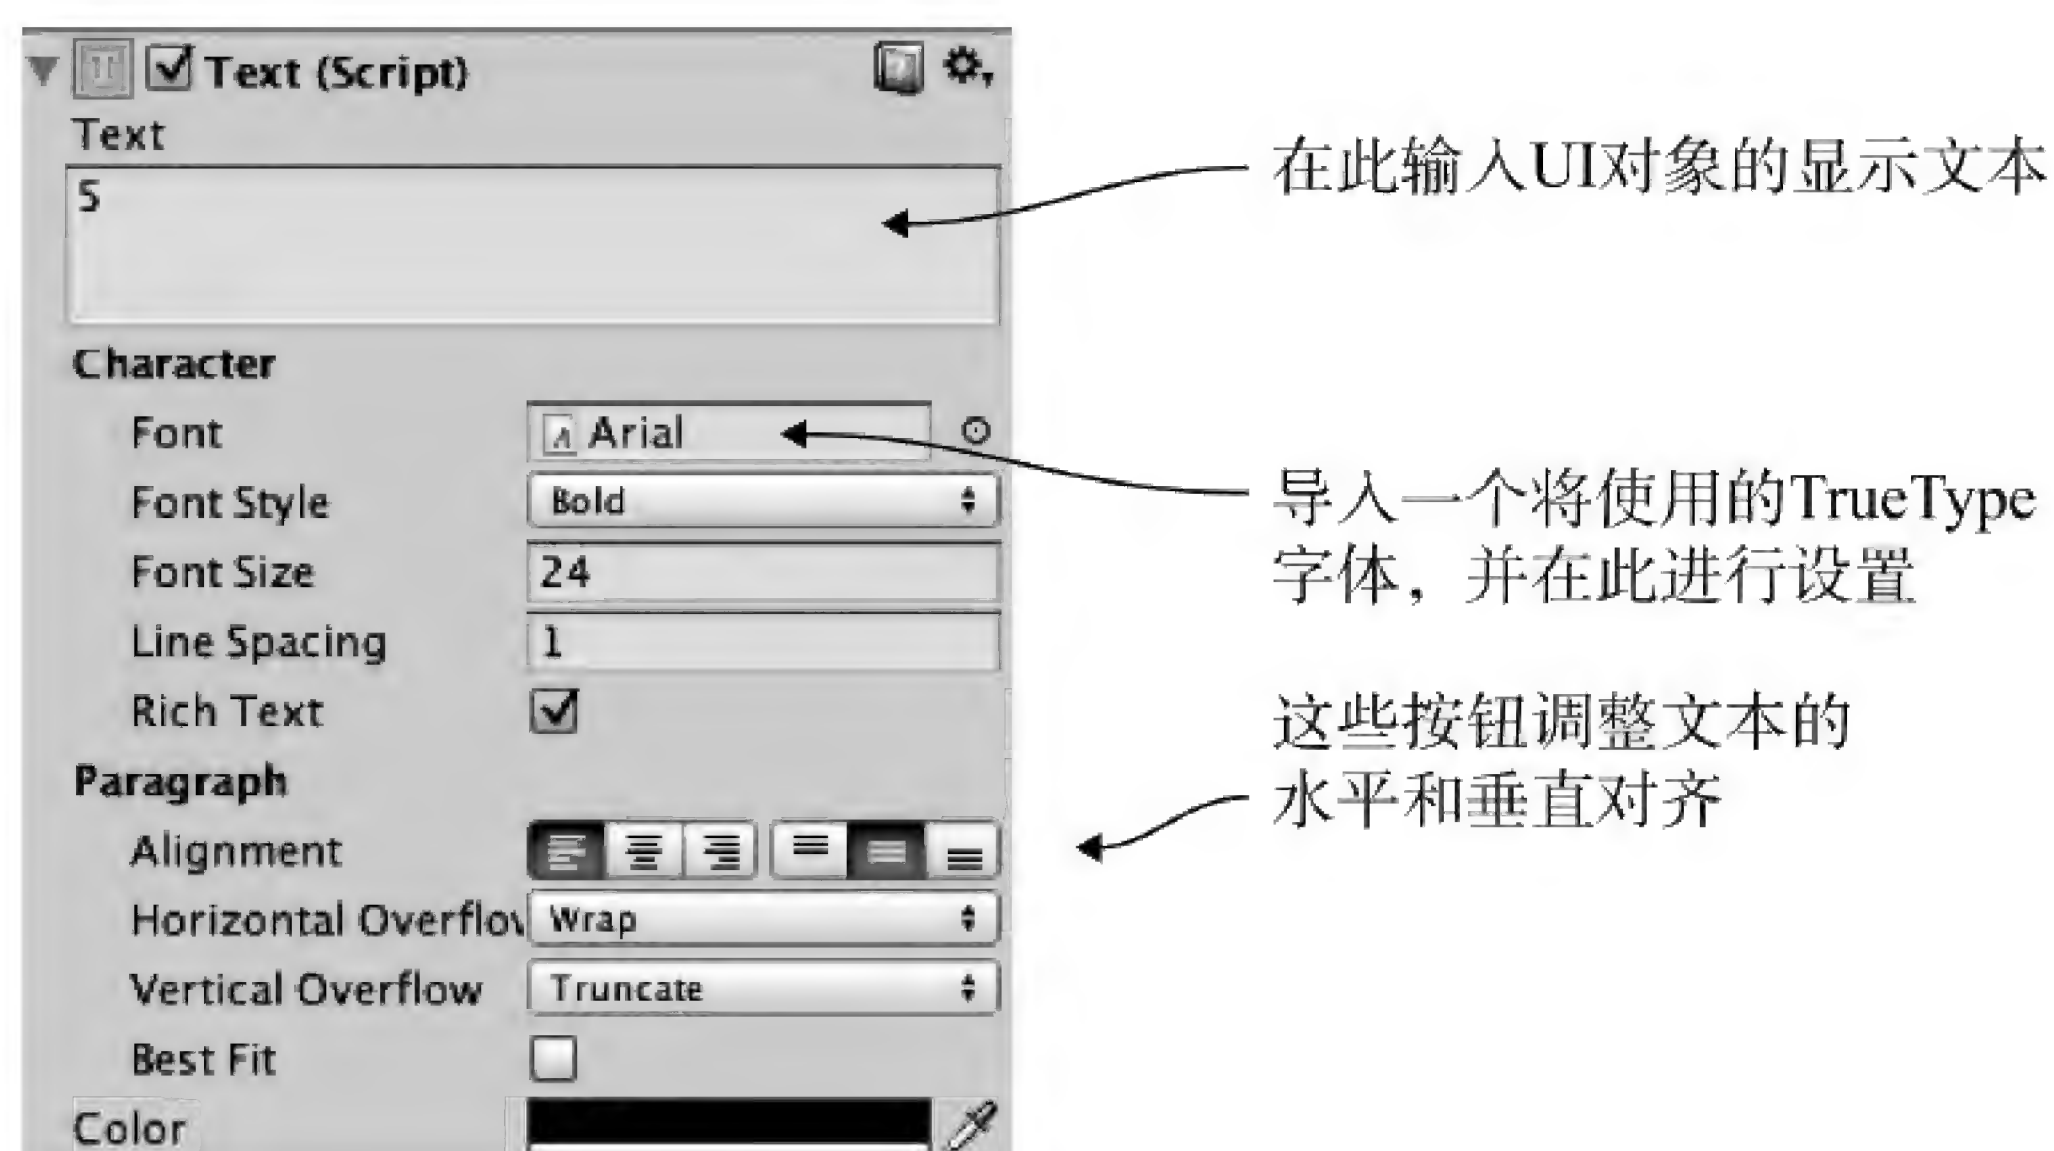 Text (Script)
Text
5
在此输入UI对象的显示文本
Character
Font Arial
Font Style Bold
导入一个将使用的TrueType
字体，并在此进行设置
Font Size 24
Line Spacing 1
Rich Text
这些按钮调整文本的
水平和垂直对齐
Paragraph
Alignment
Horizontal Overflow Wrap
Vertical Overflow Truncate
Best Fit
Color